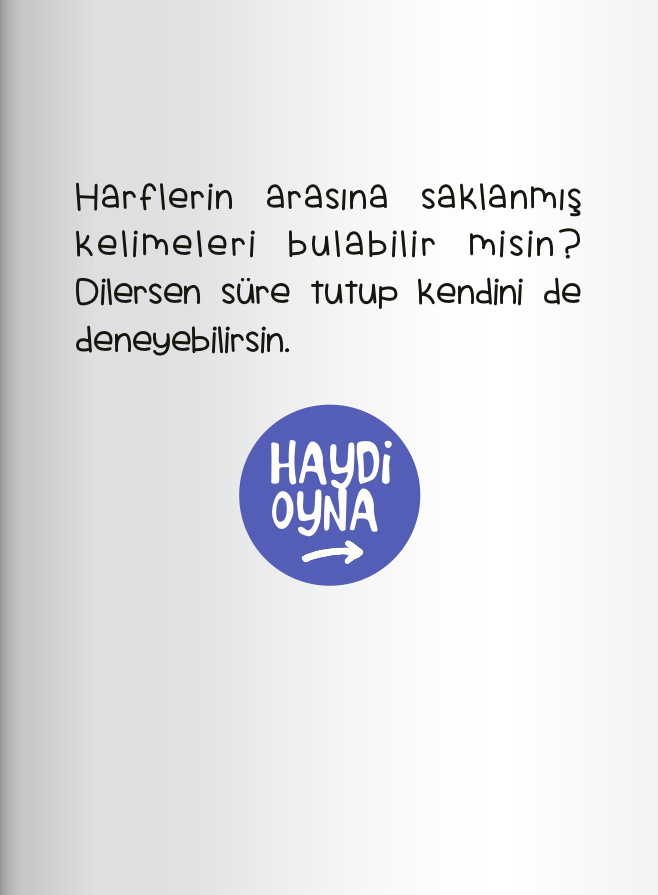 Harflerin arasına saklanmış
kelimeleri bulabilir misin?
Dilersen süre tutup kendini de
deneyebilirsin.
HAYDİ
OYNA